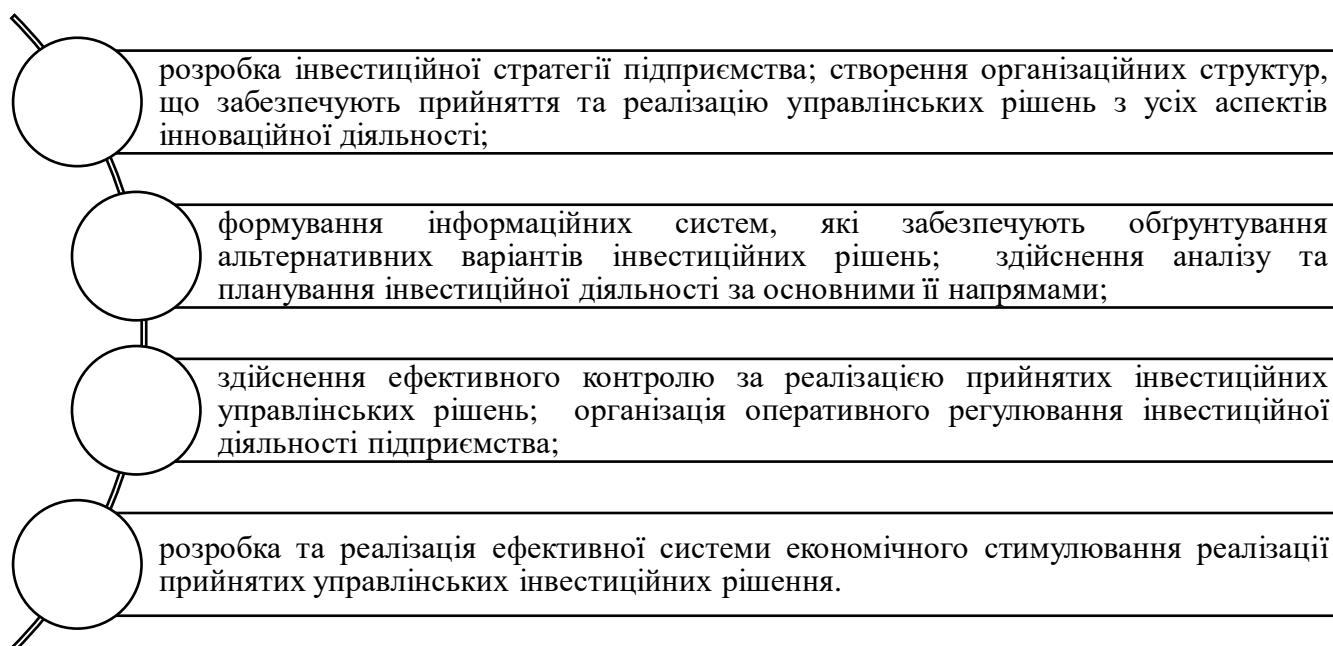 розробка інвестиційної стратегії підприємства; створення організаційних структур,
що забезпечують прийняття та реалізацію управлінських рішень з усіх аспектів
інноваційної діяльності;
формування інформаційних систем, які забезпечують обґрунтування
альтернативних варіантів інвестиційних рішень; здійснення аналізу та
планування інвестиційної діяльності за основними її напрямами;
здійснення ефективного контролю за реалізацією прийнятих інвестиційних
управлінських рішень; організація оперативного регулювання інвестиційної
діяльності підприємства;
розробка та реалізація ефективної системи економічного стимулювання реалізації
прийнятих управлінських інвестиційних рішення.